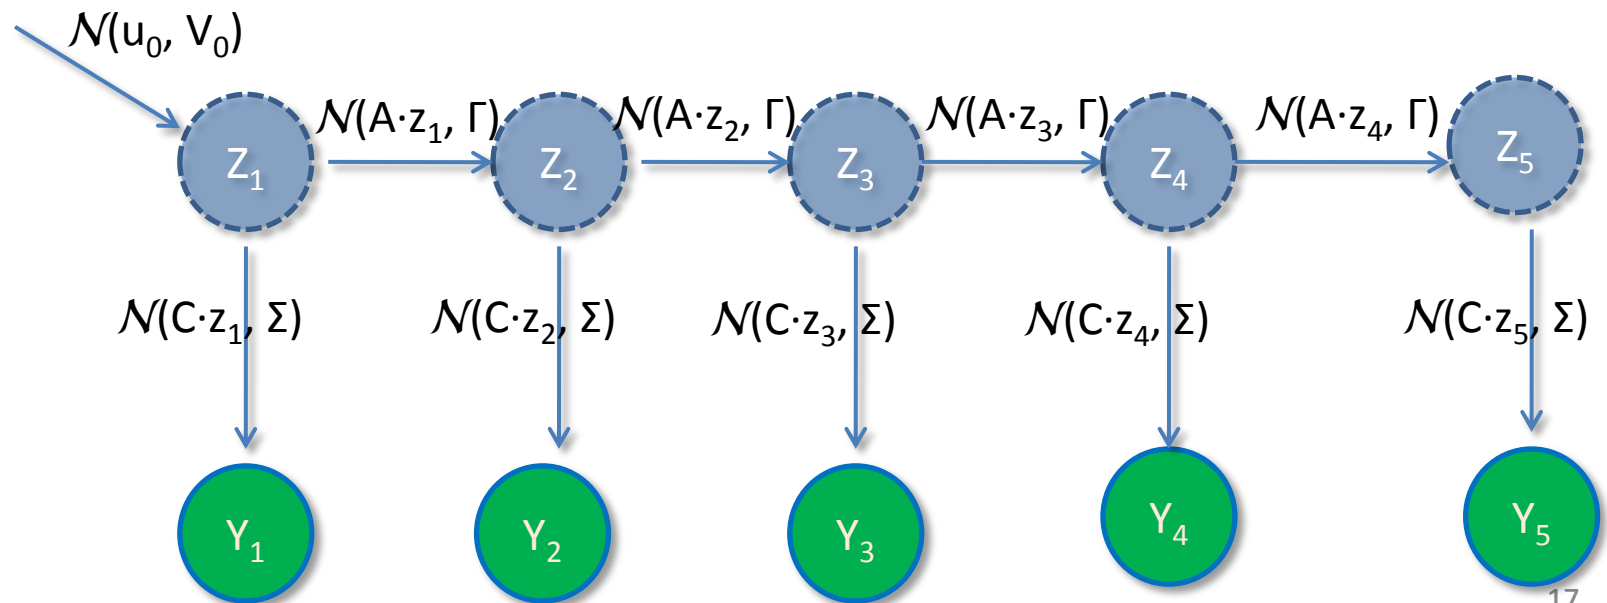 𝒩(u₀, V₀)
𝒩(A·z₁, Γ) 𝒩(A·z₂, Γ) 𝒩(A·z₃, Γ) 𝒩(A·z₄, Γ)
Z₁ Z₂ Z₃ Z₄ Z₅
𝒩(C·z₁, Σ) 𝒩(C·z₂, Σ) 𝒩(C·z₃, Σ) 𝒩(C·z₄, Σ) 𝒩(C·z₅, Σ)
Y₁ Y₂ Y₃ Y₄ Y₅
17